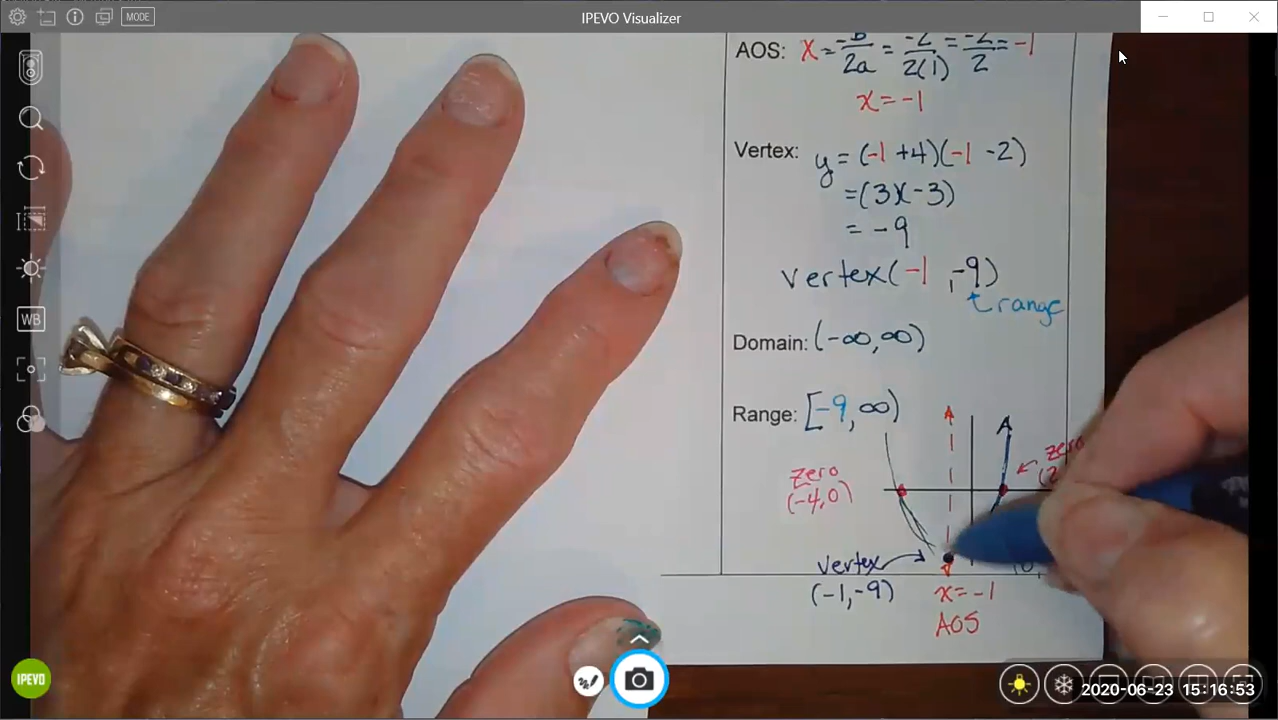 MODE
IPEVO Visualizer
AOS: x = -b/2a = -2/2(1) = -2/2 = -1
x = -1
Vertex: y = (-1 +4)(-1 -2)
=(3)(-3)
= -9
vertex(-1 ,-9)
range
Domain: (-∞,∞)
Range: [-9, ∞)
zero
(-4,0)
zero
(2
WB
vertex
(-1,-9)
x=-1
AOS
IPEVO
2020-06-23 15:16:53